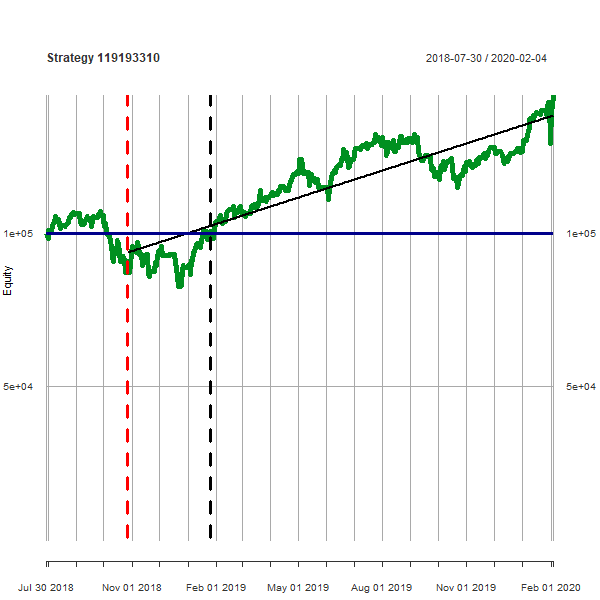 Strategy 119193310
2018-07-30 / 2020-02-04
1e+05
1e+05
Equity
5e+04
5e+04
Jul 30 2018
Nov 01 2018
Feb 01 2019
May 01 2019
Aug 01 2019
Nov 01 2019
Feb 01 2020